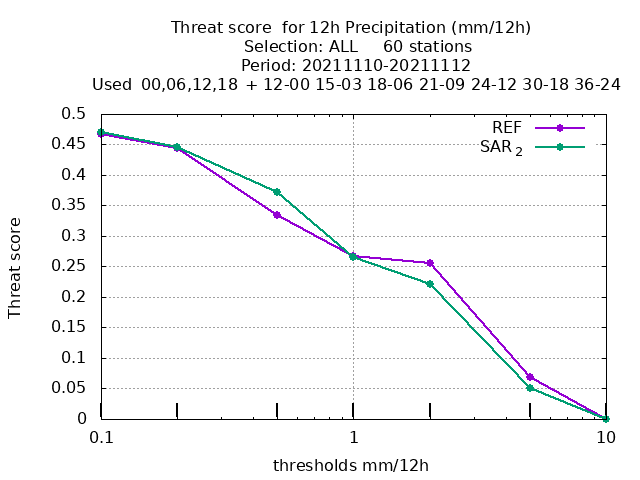 Threat score  for 12h Precipitation (mm/12h)
Selection: ALL     60 stations
Period: 20211110-20211112
Used  00,06,12,18  + 12-00 15-03 18-06 21-09 24-12 30-18 36-24
0.5
0.45
0.4
0.35
0.3
0.25
0.2
0.15
0.1
0.05
0
Threat score
REF
SAR 2
0.1
1
10
thresholds mm/12h